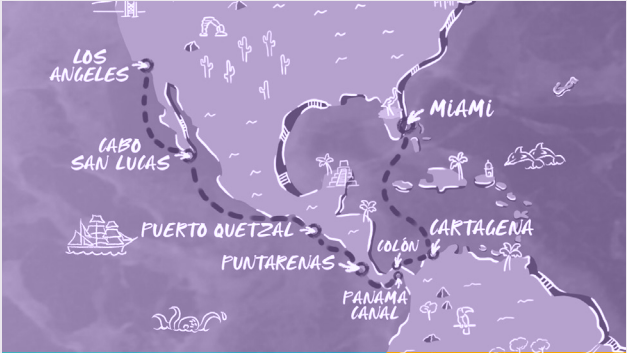 LOS
ANGELES
MIAMI
CABO
SAN LUCAS
PUERTO QUETZAL
CARTAGENA
COLÓN
PUNTARENAS
PANAMA
CANAL